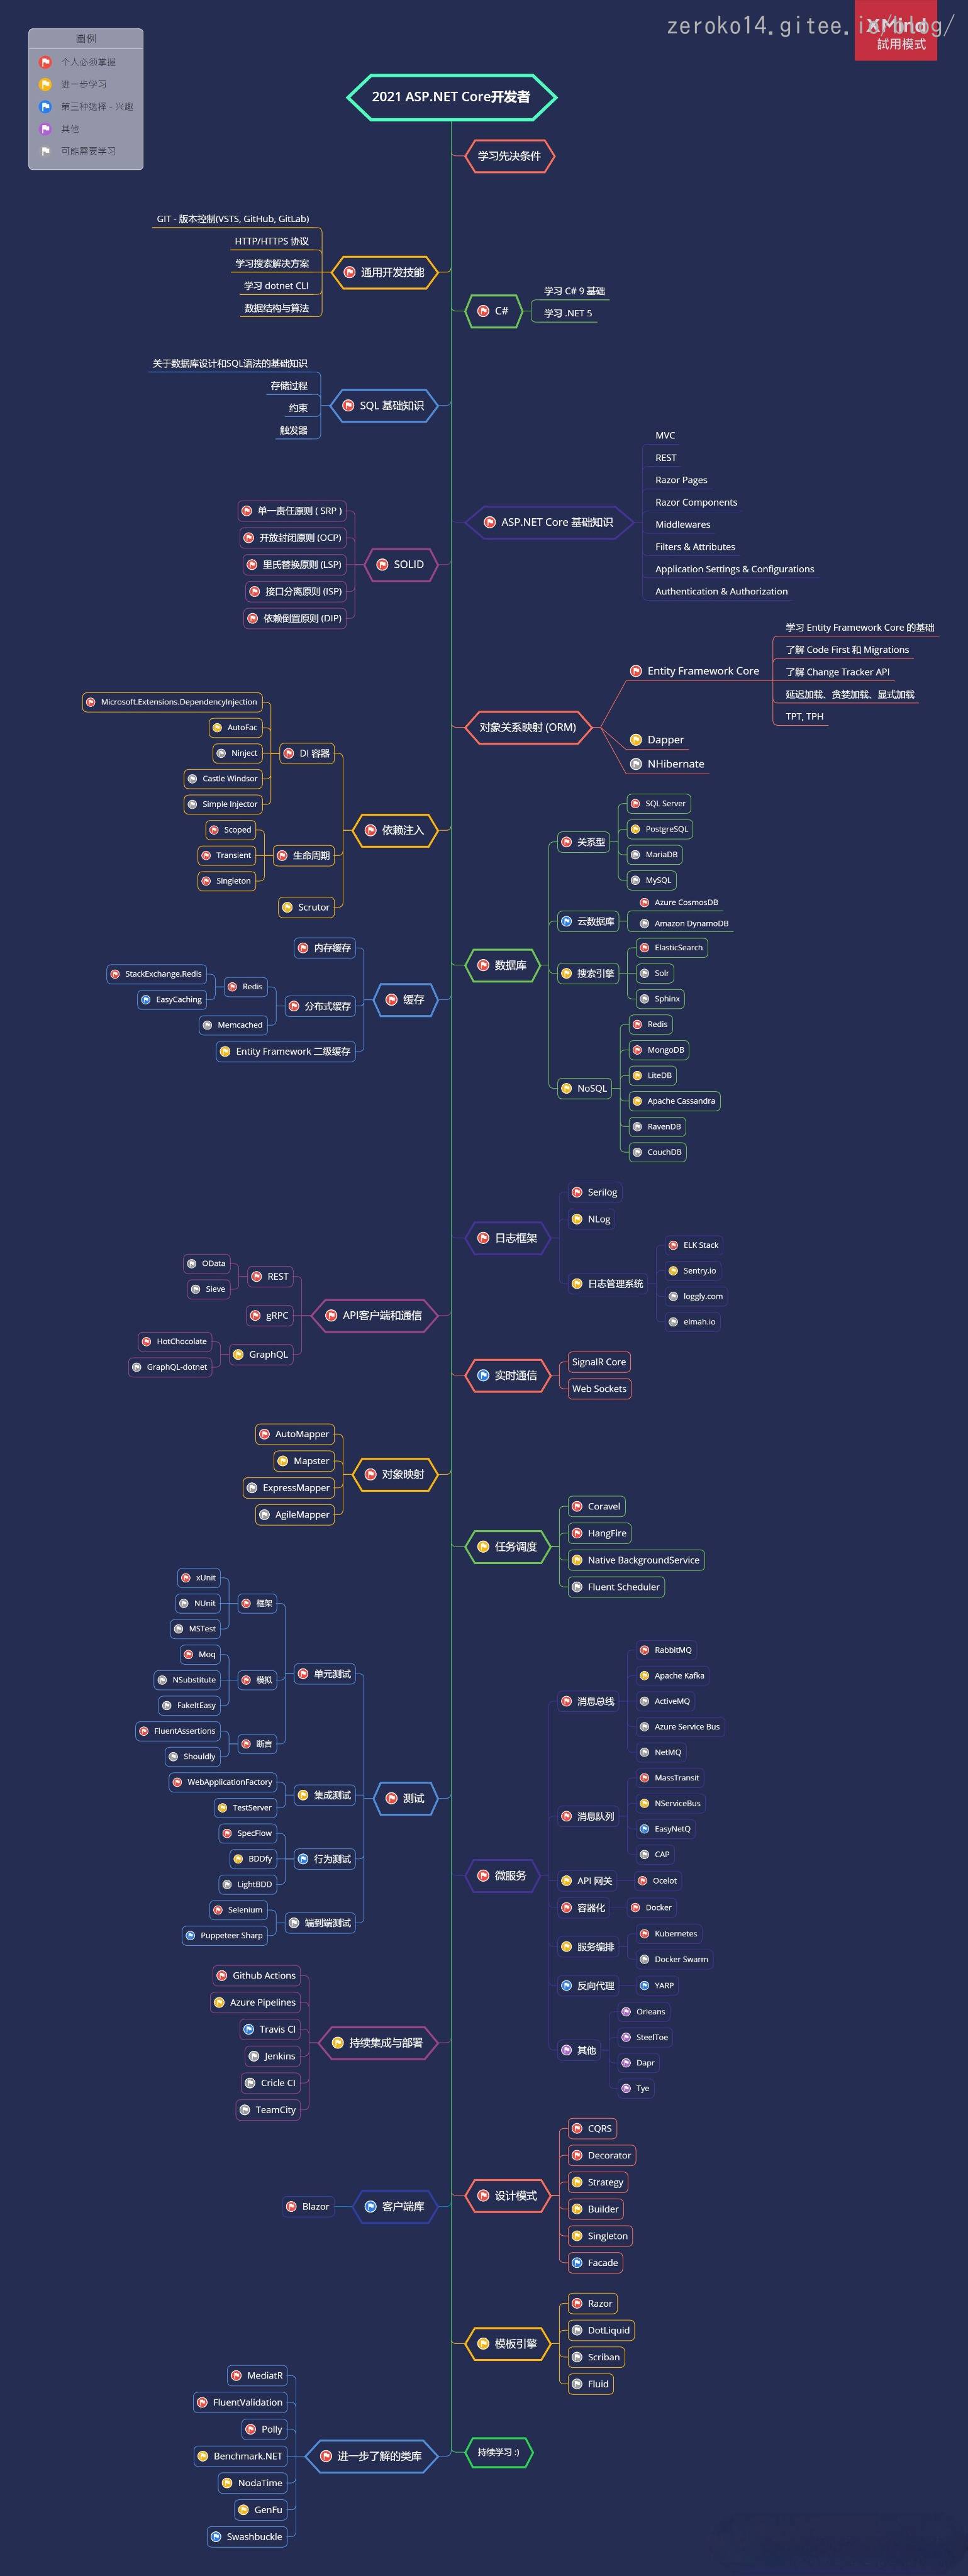 zeroko14.gitee.io/blog/
XMind
試用模式
圖例
个人必须掌握
进一步学习
第三种选择 - 兴趣
其他
可能需要学习
2021 ASP.NET Core开发者
学习先决条件
通用开发技能
GIT - 版本控制(VSTS, GitHub, GitLab)
HTTP/HTTPS 协议
学习搜索解决方案
学习 dotnet CLI
数据结构与算法
C#
学习 C# 9 基础
学习 .NET 5
SQL 基础知识
关于数据库设计和SQL语法的基础知识
存储过程
约束
触发器
ASP.NET Core 基础知识
MVC
REST
Razor Pages
Razor Components
Middlewares
Filters & Attributes
Application Settings & Configurations
Authentication & Authorization
SOLID
单一责任原则 ( SRP )
开放封闭原则 (OCP)
里氏替换原则 (LSP)
接口分离原则 (ISP)
依赖倒置原则 (DIP)
对象关系映射 (ORM)
Entity Framework Core
学习 Entity Framework Core 的基础
了解 Code First 和 Migrations
了解 Change Tracker API
延迟加载、贪婪加载、显式加载
TPT, TPH
Dapper
NHibernate
依赖注入
DI 容器
Microsoft.Extensions.DependencyInjection
AutoFac
Ninject
Castle Windsor
Simple Injector
生命周期
Scoped
Transient
Singleton
Scrutor
数据库
关系型
SQL Server
PostgreSQL
MariaDB
MySQL
云数据库
Azure CosmosDB
Amazon DynamoDB
搜索引擎
ElasticSearch
Solr
Sphinx
NoSQL
Redis
MongoDB
LiteDB
Apache Cassandra
RavenDB
CouchDB
缓存
内存缓存
分布式缓存
Redis
StackExchange.Redis
EasyCaching
Memcached
Entity Framework 二级缓存
日志框架
Serilog
NLog
日志管理系统
ELK Stack
Sentry.io
loggly.com
elmah.io
API客户端和通信
REST
OData
Sieve
gRPC
GraphQL
HotChocolate
GraphQL-dotnet
实时通信
SignalR Core
Web Sockets
对象映射
AutoMapper
Mapster
ExpressMapper
AgileMapper
任务调度
Coravel
HangFire
Native BackgroundService
Fluent Scheduler
测试
单元测试
框架
xUnit
NUnit
MSTest
模拟
Moq
NSubstitute
FakeItEasy
断言
FluentAssertions
Shouldly
集成测试
WebApplicationFactory
TestServer
行为测试
SpecFlow
BDDfy
LightBDD
端到端测试
Selenium
Puppeteer Sharp
微服务
消息总线
RabbitMQ
Apache Kafka
ActiveMQ
Azure Service Bus
NetMQ
消息队列
MassTransit
NServiceBus
EasyNetQ
CAP
API 网关
Ocelot
容器化
Docker
服务编排
Kubernetes
Docker Swarm
反向代理
YARP
其他
Orleans
SteelToe
Dapr
Tye
持续集成与部署
Github Actions
Azure Pipelines
Travis CI
Jenkins
Cricle CI
TeamCity
设计模式
CQRS
Decorator
Strategy
Builder
Singleton
Facade
客户端库
Blazor
模板引擎
Razor
DotLiquid
Scriban
Fluid
进一步了解的类库
MediatR
FluentValidation
Polly
Benchmark.NET
NodaTime
GenFu
Swashbuckle
持续学习 :)